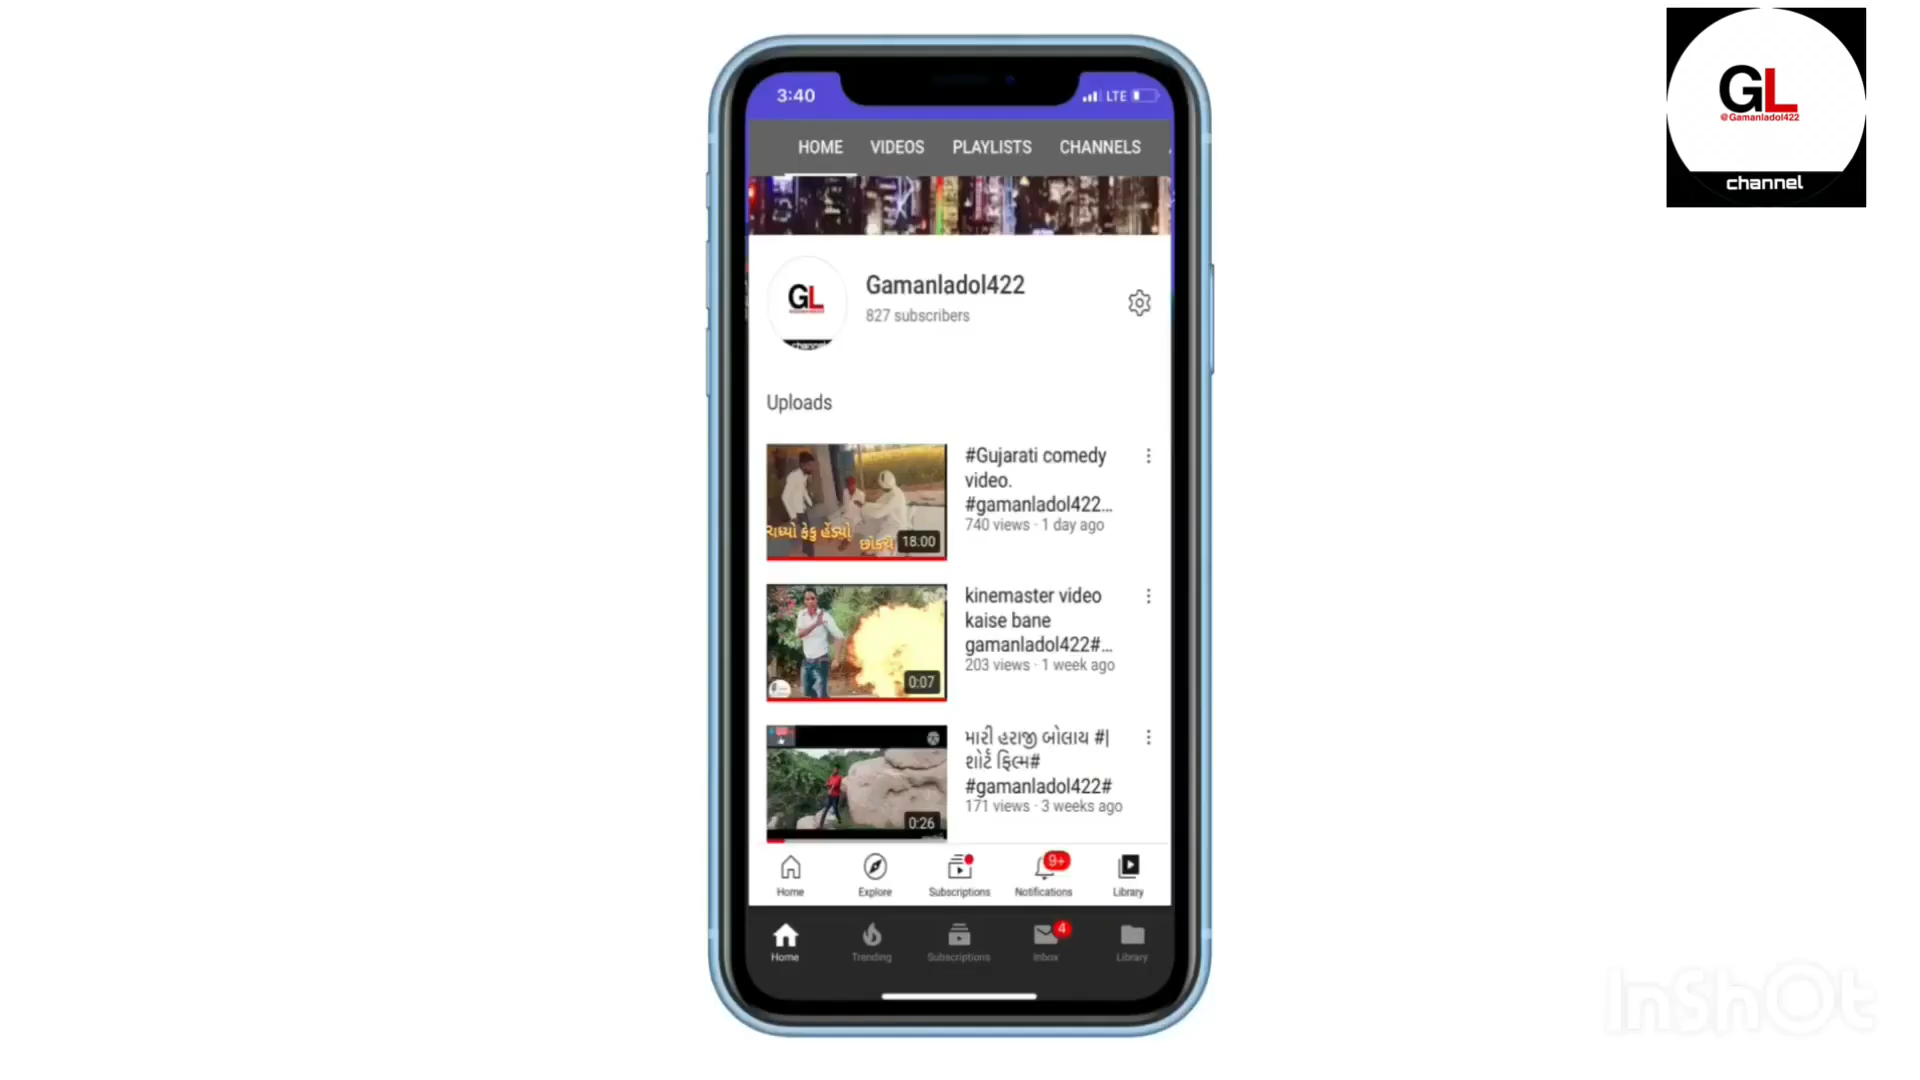 GL
@Gamanladol422
channel
3:40
LTE
HOME VIDEOS PLAYLISTS CHANNELS
GL
Gamanladol422
827 subscribers
channel
Uploads
#Gujarati comedy
video.
#gamanladol422...
740 views · 1 day ago
ચઢ્યો ફેકુ હેંડ્યો
18:00
kinemaster video
kaise bane
gamanladol422#...
203 views · 1 week ago
0:07
મારી હરાજી બોલાય #|
શોર્ટ ફિલ્મ#
#gamanladol422#
171 views · 3 weeks ago
0:26
9+
Home Explore Subscriptions Notifications Library
4
Home Trending Subscriptions Inbox Library
InShOt